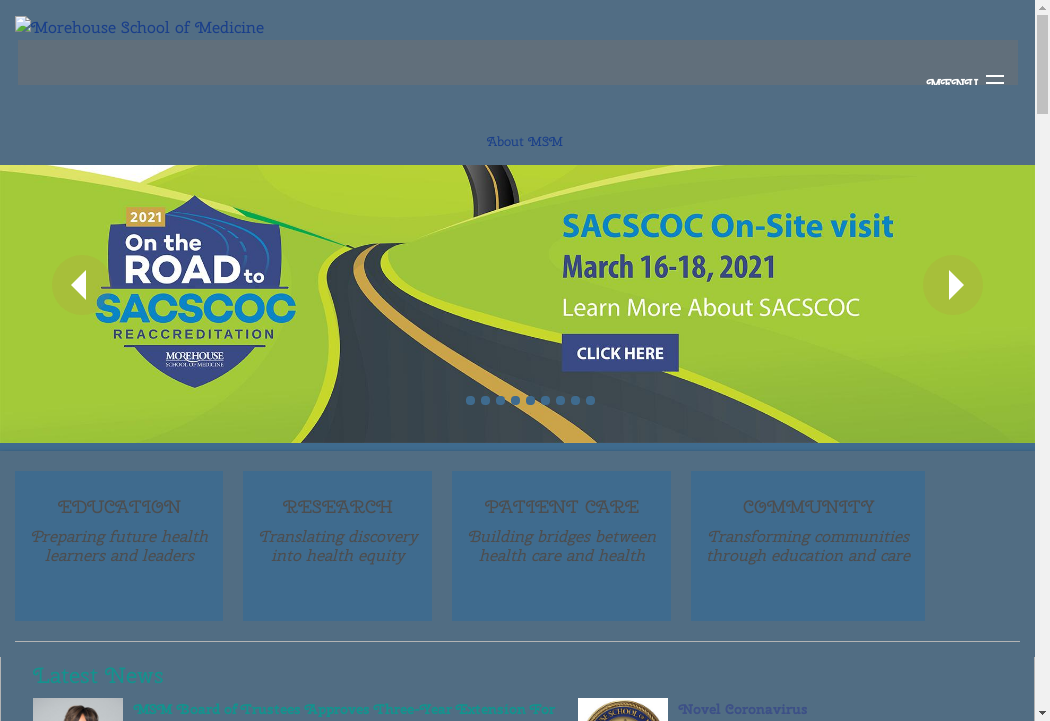 Morehouse School of Medicine
About MSM
2021
On the
ROAD to
SACSCOC
REACCREDITATION
MOREHOUSE
SCHOOL OF MEDICINE
SACSCOC On-Site visit
March 16-18, 2021
Learn More About SACSCOC
CLICK HERE
EDUCATION
Preparing future health
learners and leaders
RESEARCH
Translating discovery
into health equity
PATIENT CARE
Building bridges between
health care and health
COMMUNITY
Transforming communities
through education and care
Latest News
MSM Board of Trustees Approves Three-Year Extension For
Novel Coronavirus